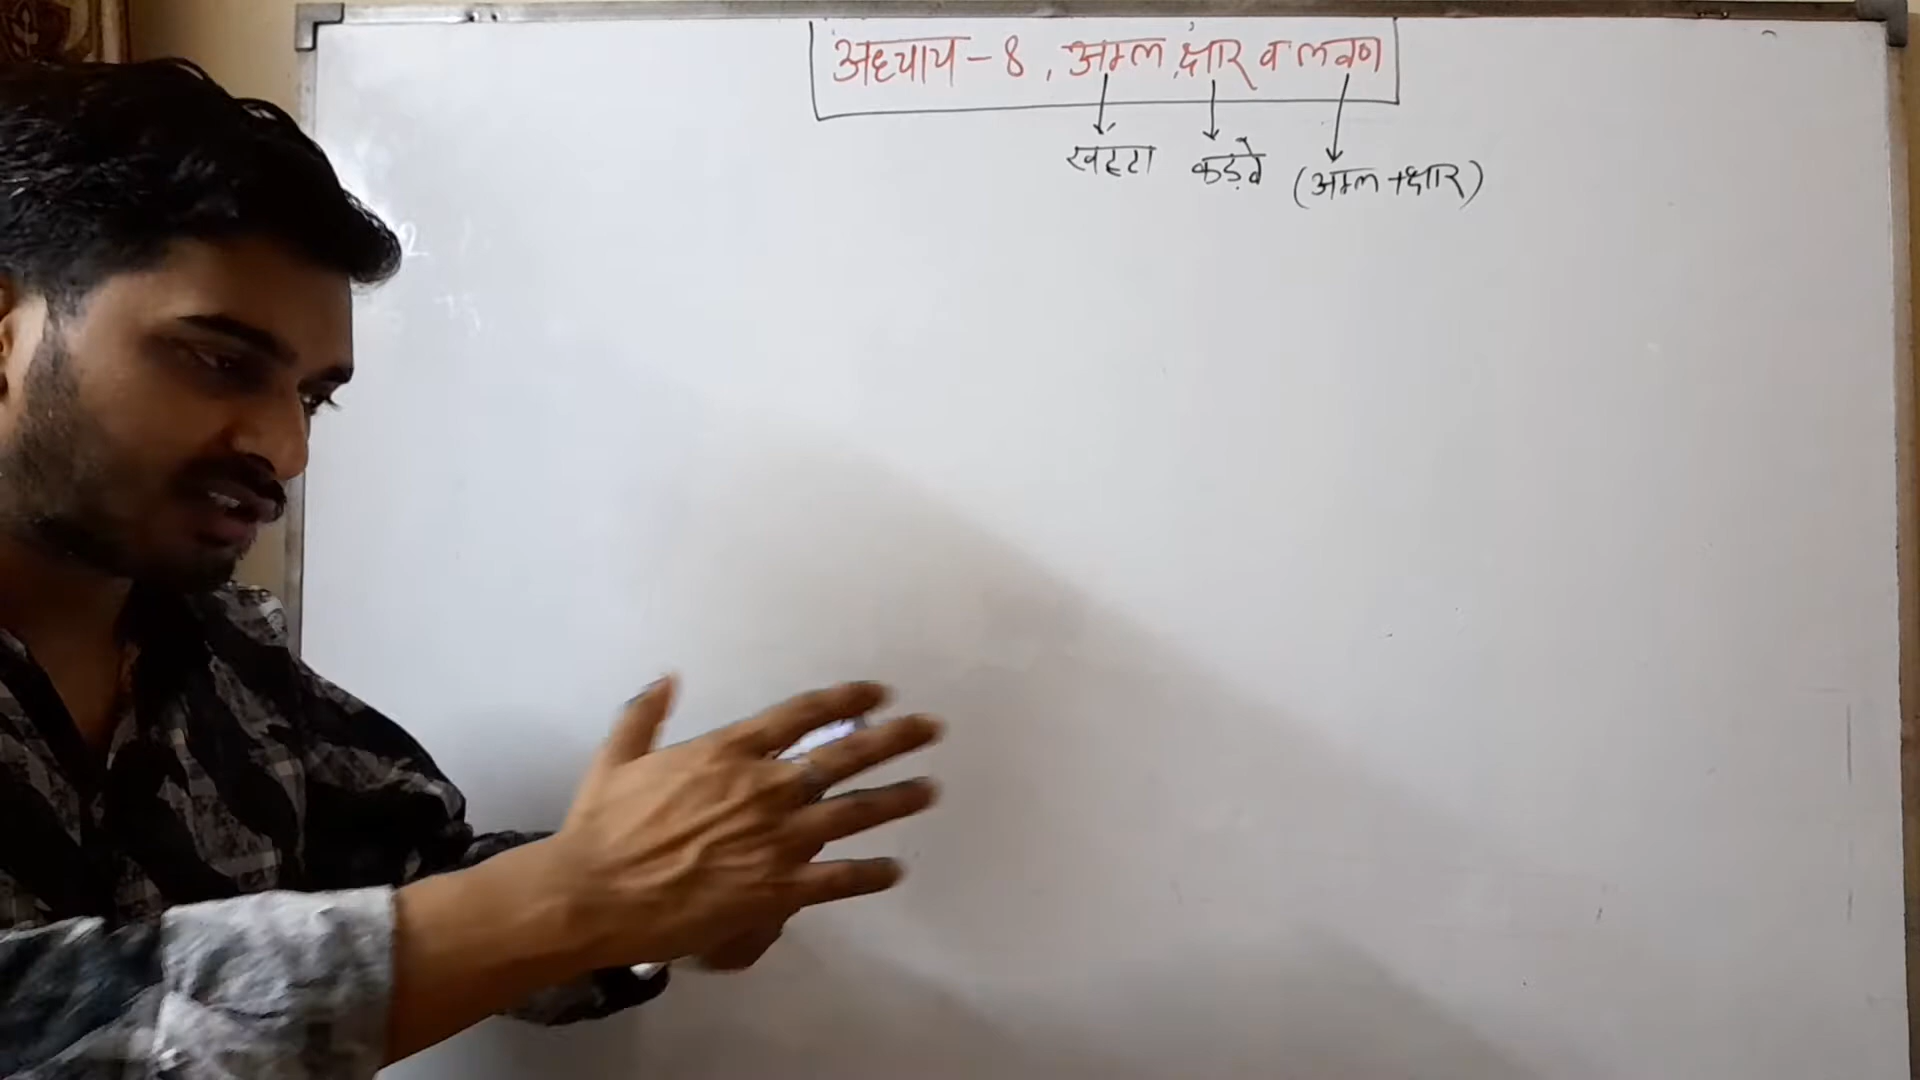 अध्याय - 8, अम्ल, क्षार व लवण
खट्टा कड़वे (अम्ल + क्षार)